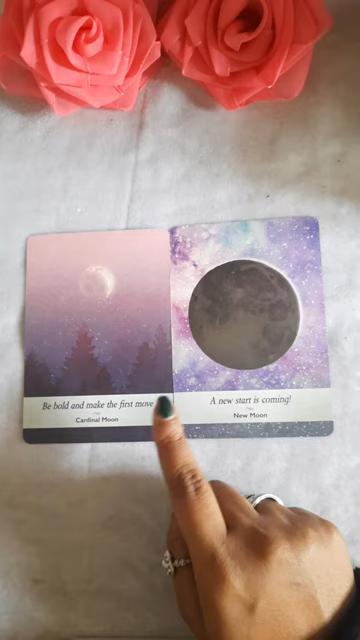 Be bold and make the first move
Cardinal Moon
A new start is coming!
New Moon